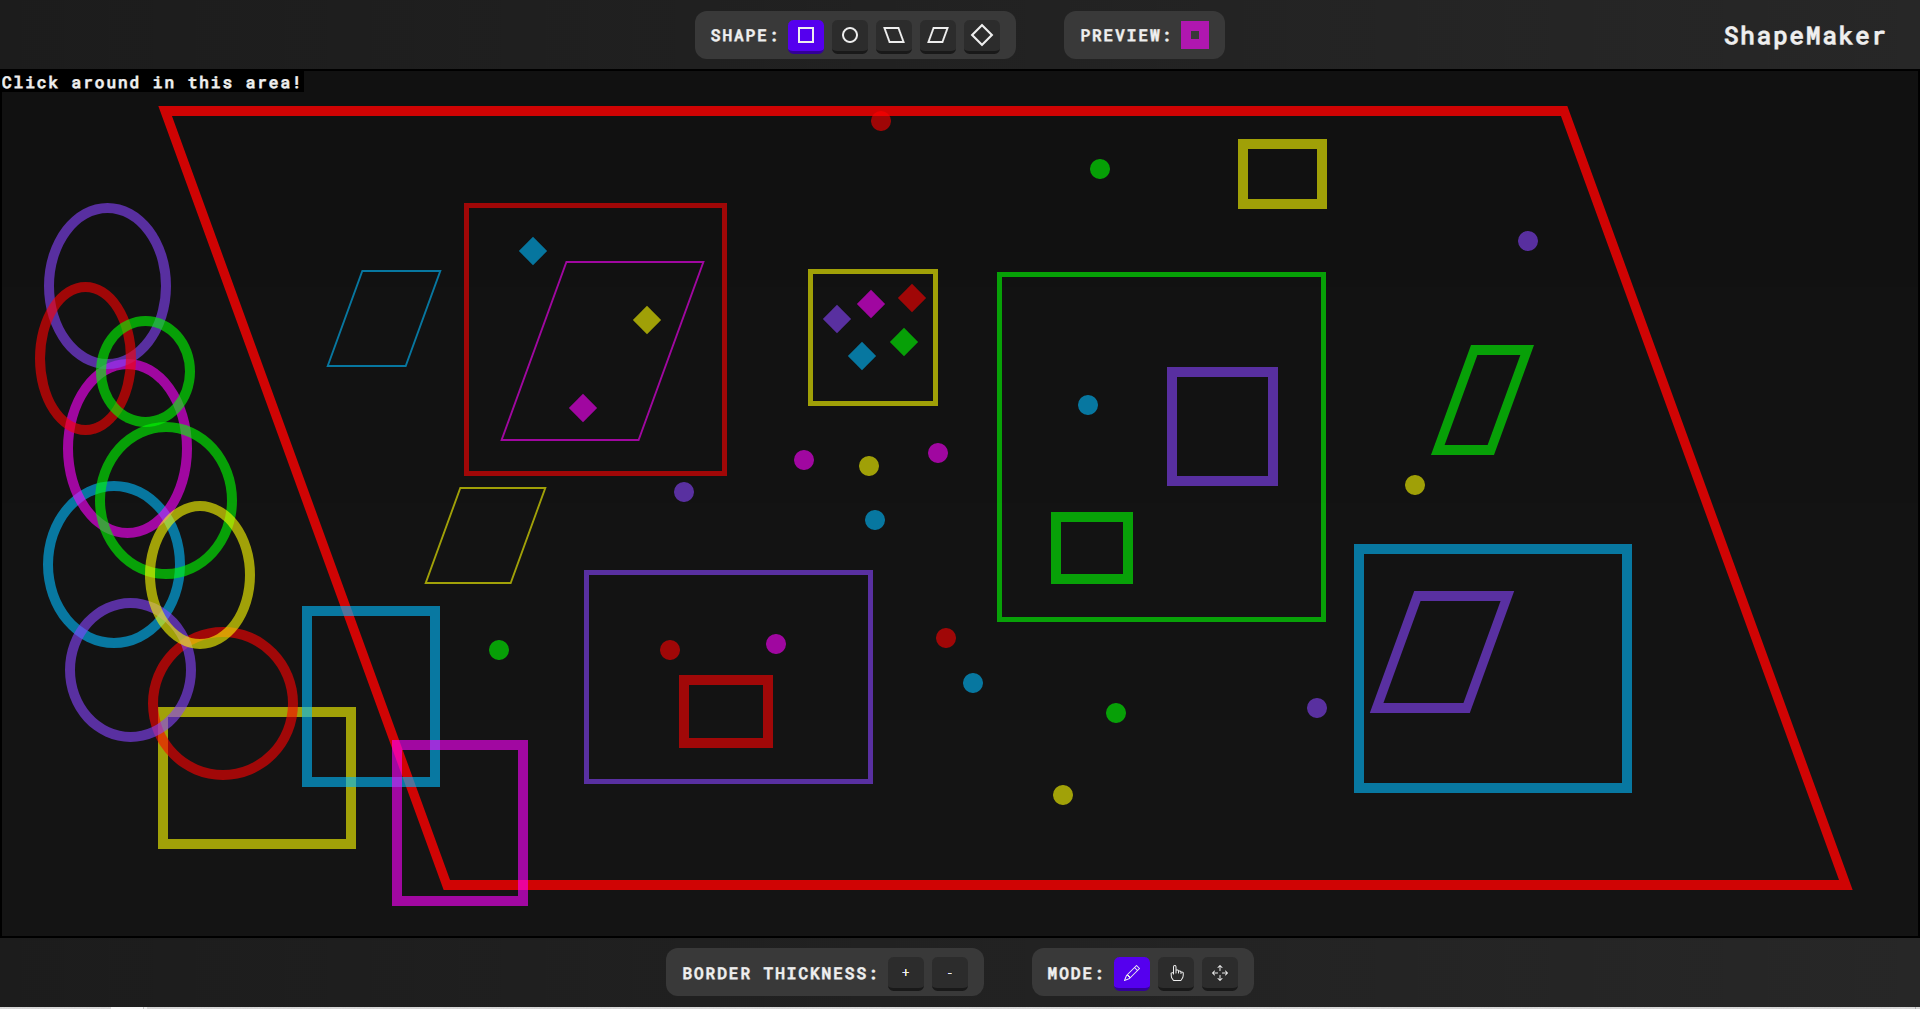 SHAPE:
PREVIEW:
ShapeMaker
Click around in this area!
BORDER THICKNESS: + -
MODE: